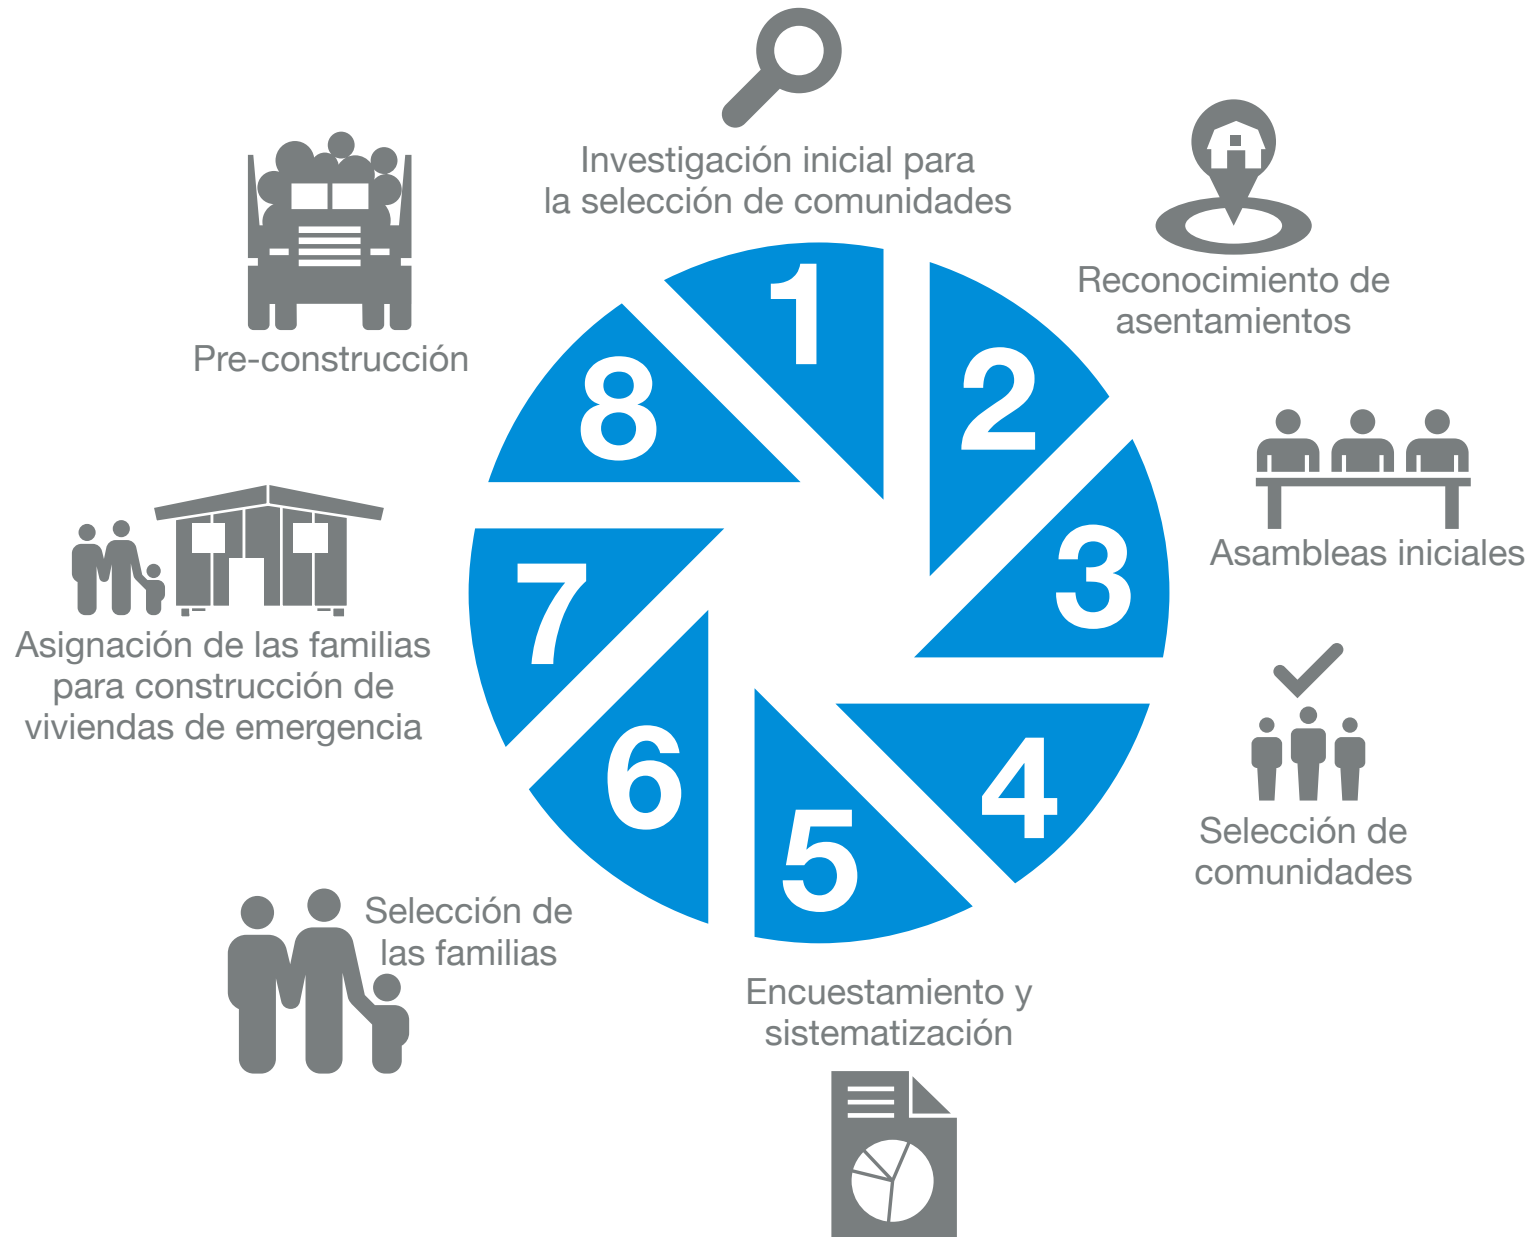 Investigación inicial para
la selección de comunidades
1
Reconocimiento de
asentamientos
2
Asambleas iniciales
3
Selección de
comunidades
4
Encuestamiento y
sistematización
5
Selección de
las familias
6
Asignación de las familias
para construcción de
viviendas de emergencia
7
Pre-construcción
8